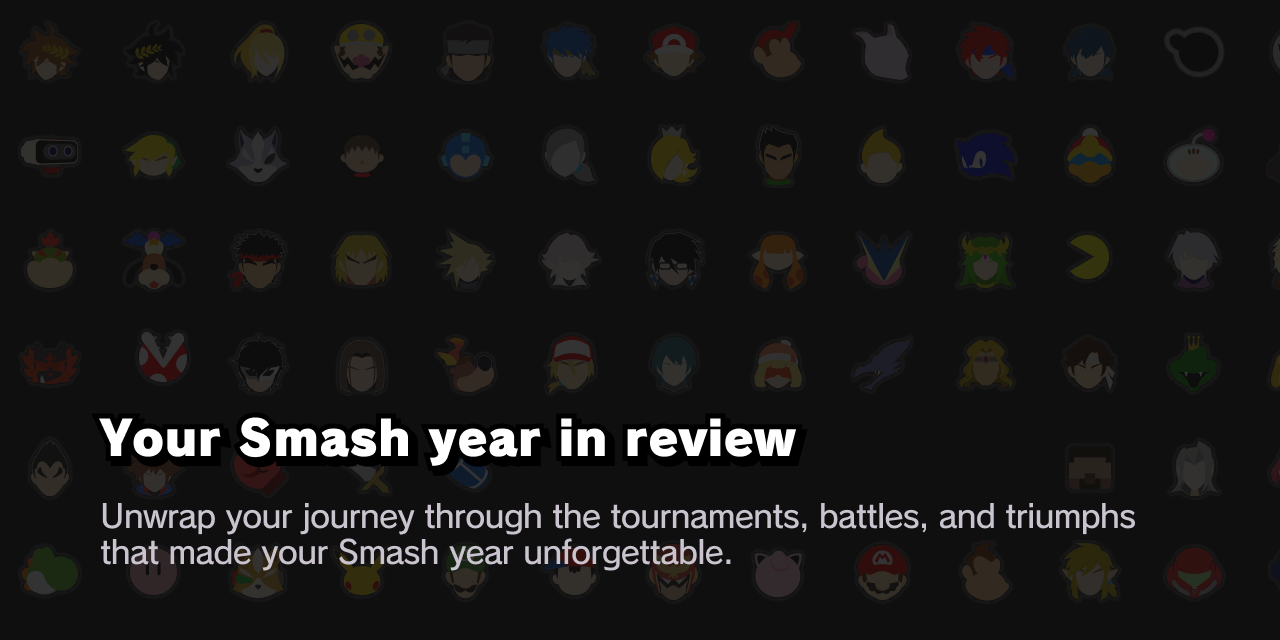 Your Smash year in review
Unwrap your journey through the tournaments, battles, and triumphs
that made your Smash year unforgettable.